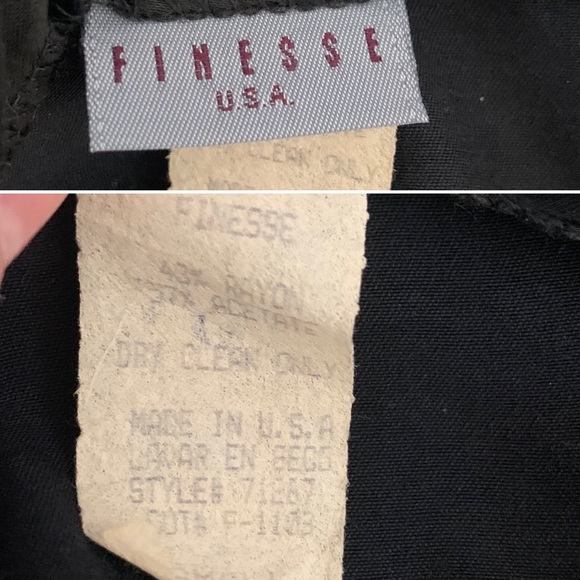 FINESSE
U.S.A.
CLEAN ONLY
FINESSE
RAYON
ACETATE
DRY CLEAN ONLY
MADE IN U.S.A
LAVAR EN SECO
STYLE# 71267